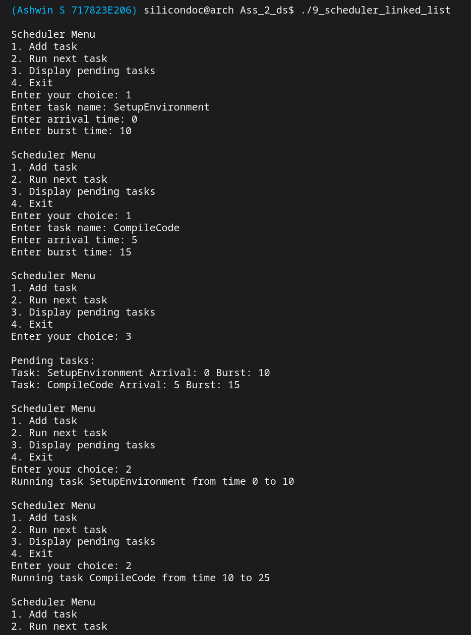 (Ashwin S 717823E206) silicondoc@arch Ass_2_ds$ ./9_scheduler_linked_list
Scheduler Menu
1. Add task
2. Run next task
3. Display pending tasks
4. Exit
Enter your choice: 1
Enter task name: SetupEnvironment
Enter arrival time: 0
Enter burst time: 10
Scheduler Menu
1. Add task
2. Run next task
3. Display pending tasks
4. Exit
Enter your choice: 1
Enter task name: CompileCode
Enter arrival time: 5
Enter burst time: 15
Scheduler Menu
1. Add task
2. Run next task
3. Display pending tasks
4. Exit
Enter your choice: 3
Pending tasks:
Task: SetupEnvironment Arrival: 0 Burst: 10
Task: CompileCode Arrival: 5 Burst: 15
Scheduler Menu
1. Add task
2. Run next task
3. Display pending tasks
4. Exit
Enter your choice: 2
Running task SetupEnvironment from time 0 to 10
Scheduler Menu
1. Add task
2. Run next task
3. Display pending tasks
4. Exit
Enter your choice: 2
Running task CompileCode from time 10 to 25
Scheduler Menu
1. Add task
2. Run next task